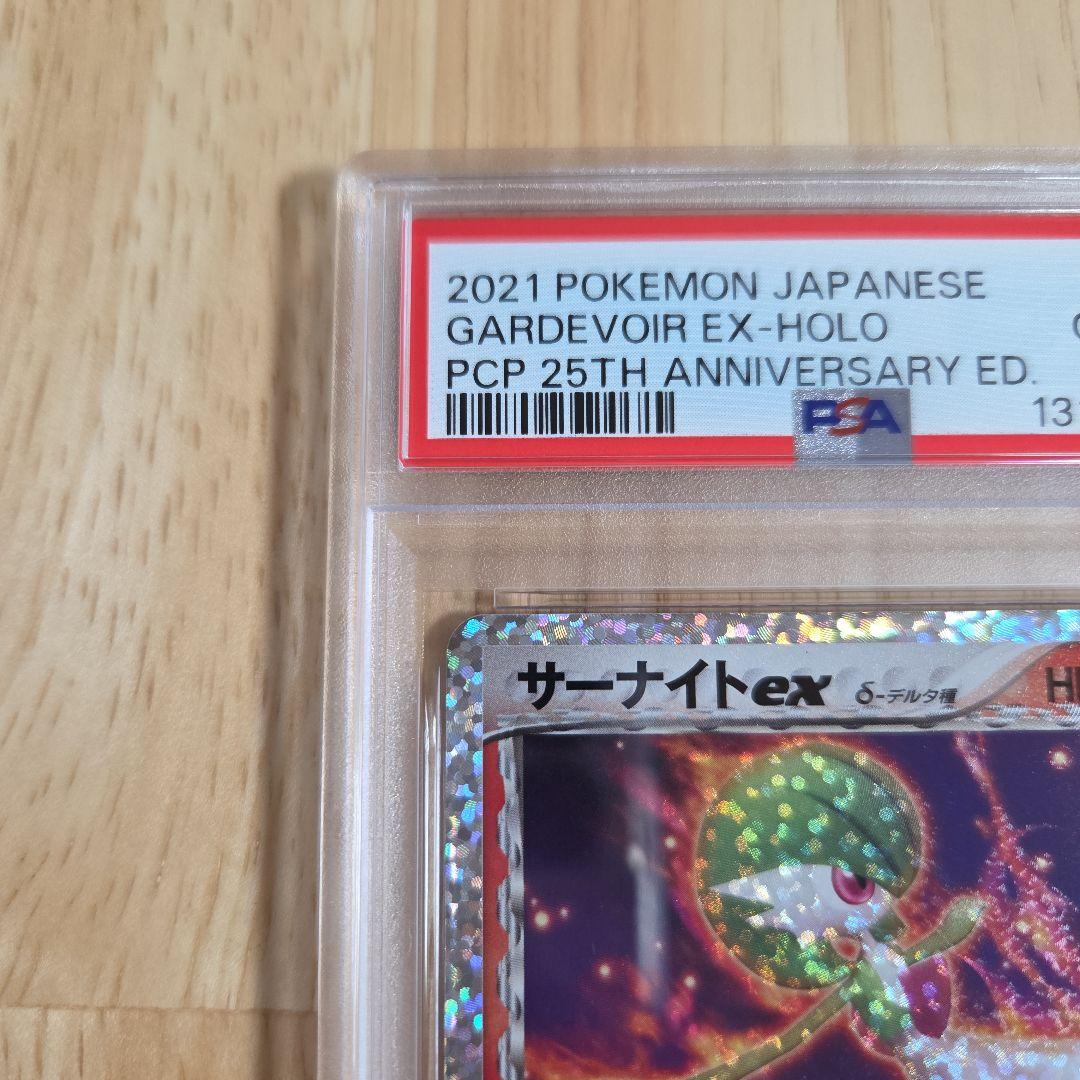 2021 POKEMON JAPANESE
GARDEVOIR EX-HOLO
PCP 25TH ANNIVERSARY ED.
PSA
13
サーナイトex δ-デルタ種